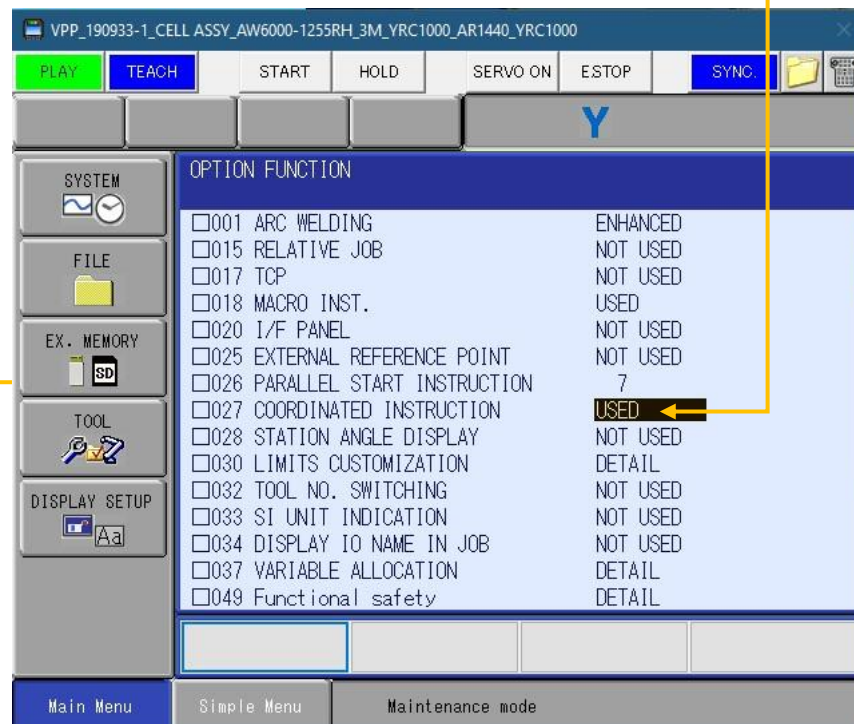 VPP_190933-1_CELL ASSY_AW6000-1255RH_3M_YRC1000_AR1440_YRC1000
PLAY TEACH START HOLD SERVO ON E.STOP SYNC.
Y
SYSTEM
FILE
EX. MEMORY
SD
TOOL
DISPLAY SETUP
Aa
OPTION FUNCTION
001 ARC WELDING ENHANCED
015 RELATIVE JOB NOT USED
017 TCP NOT USED
018 MACRO INST. USED
020 I/F PANEL NOT USED
025 EXTERNAL REFERENCE POINT NOT USED
026 PARALLEL START INSTRUCTION 7
027 COORDINATED INSTRUCTION USED
028 STATION ANGLE DISPLAY NOT USED
030 LIMITS CUSTOMIZATION DETAIL
032 TOOL NO. SWITCHING NOT USED
033 SI UNIT INDICATION NOT USED
034 DISPLAY IO NAME IN JOB NOT USED
037 VARIABLE ALLOCATION DETAIL
049 Functional safety DETAIL
Main Menu Simple Menu Maintenance mode